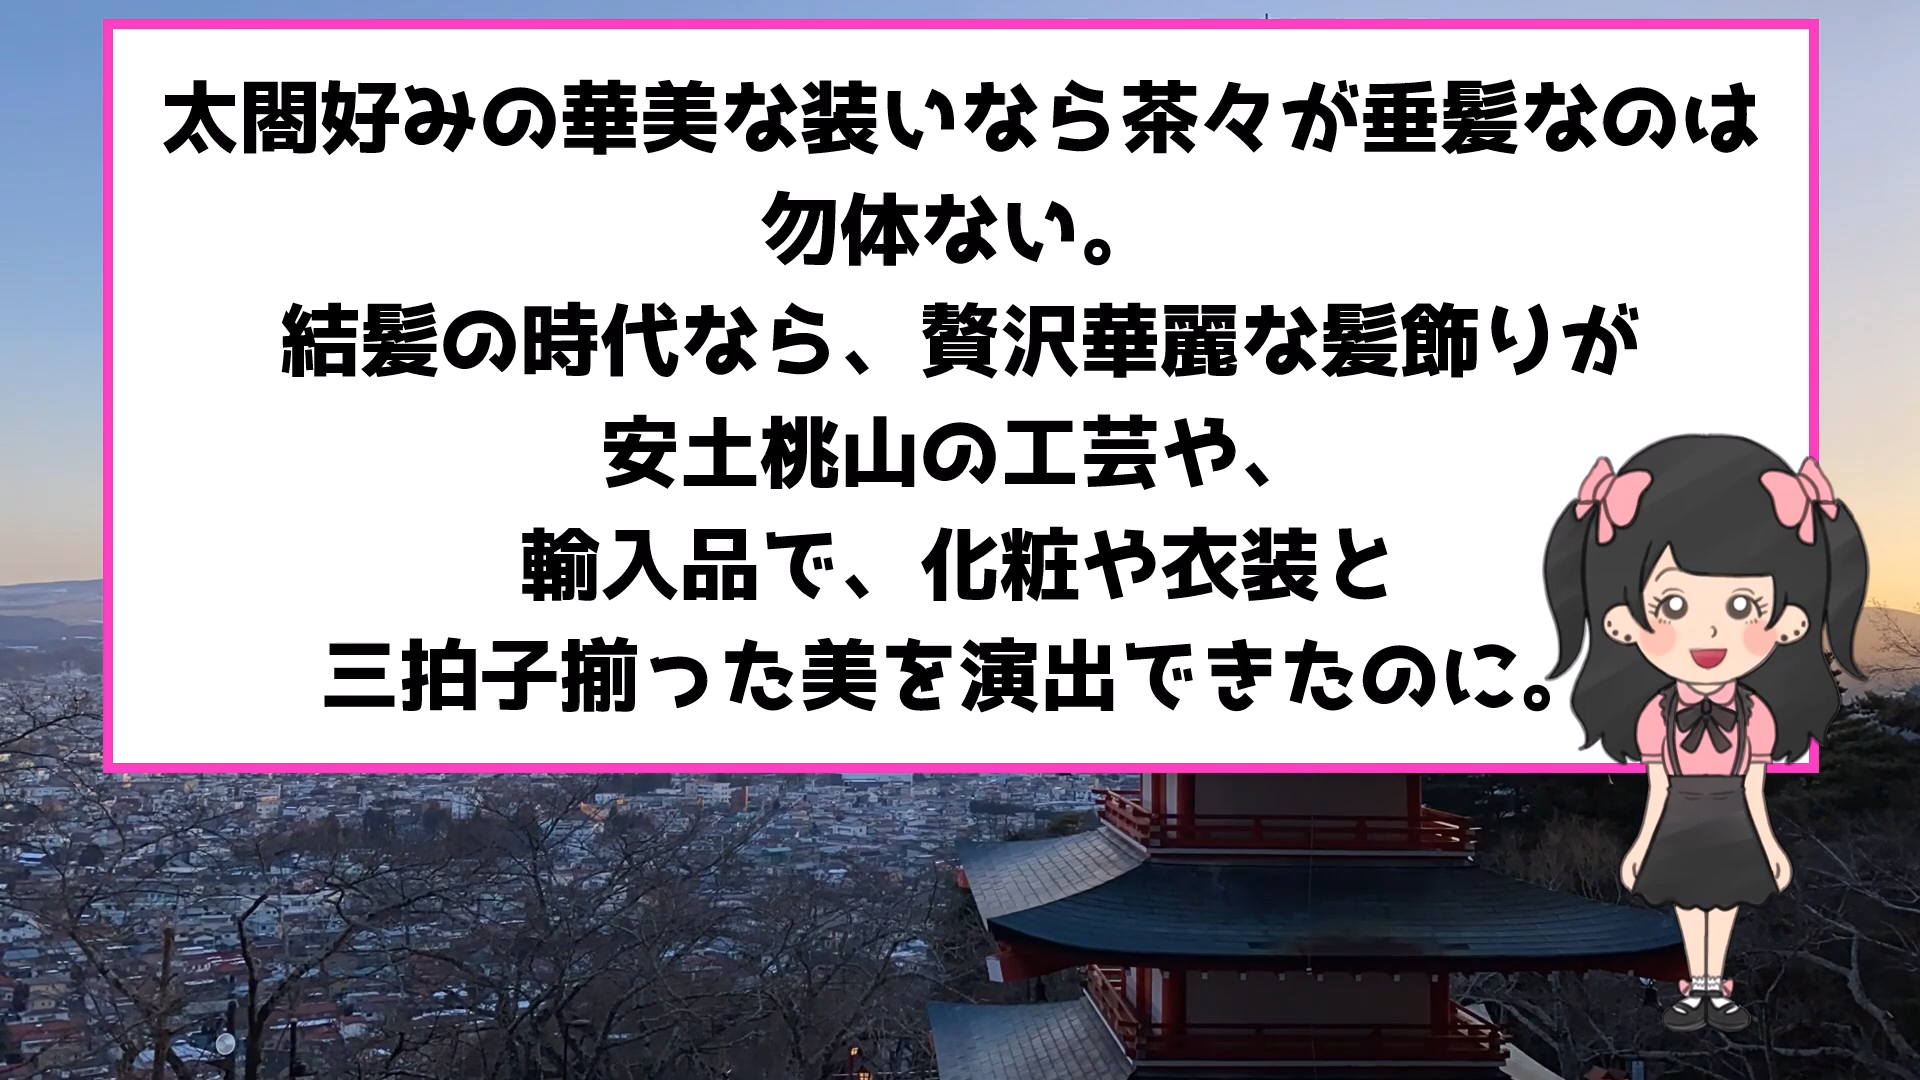 太閤好みの華美な装いなら茶々が垂髪なのは
勿体ない。
結髪の時代なら、贅沢華麗な髪飾りが
安土桃山の工芸や、
輸入品で、化粧や衣装と
三拍子揃った美を演出できたのに。